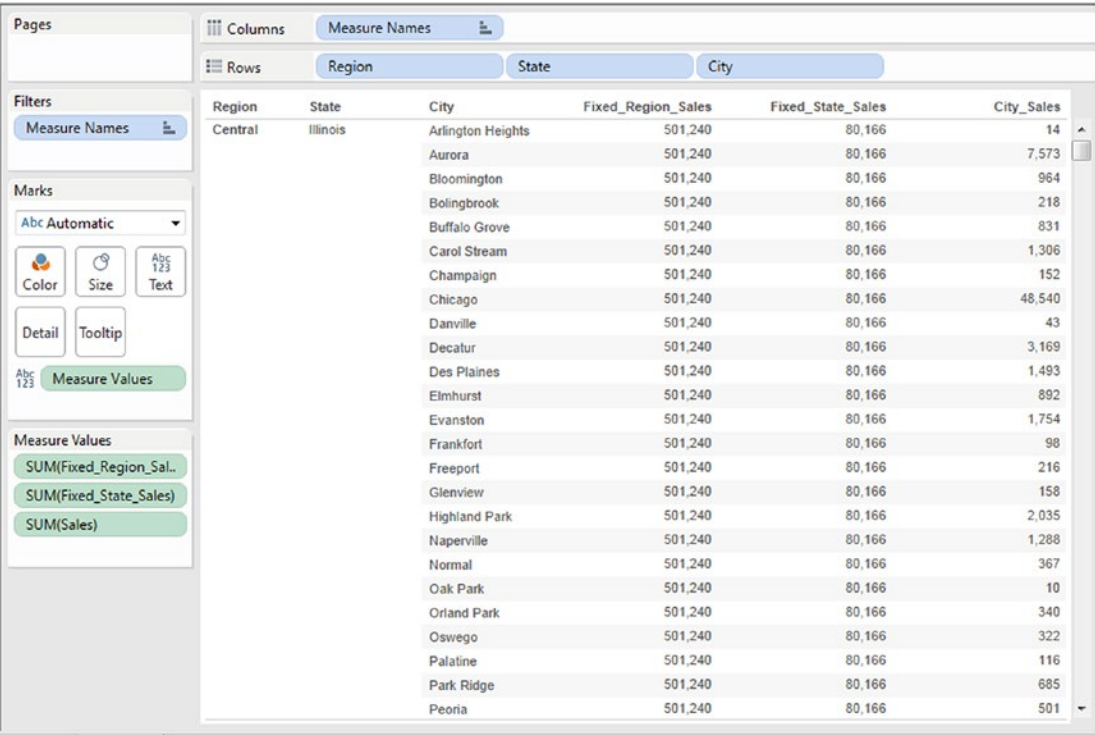 Pages
Columns Measure Names
Rows Region State City
Filters
Measure Names
Marks
Abc Automatic
Color
Size
Abc 123 Text
Detail
Tooltip
Abc 123 Measure Values
Measure Values
SUM(Fixed_Region_Sal..
SUM(Fixed_State_Sales)
SUM(Sales)
Region State City Fixed_Region_Sales Fixed_State_Sales City_Sales
Central Illinois Arlington Heights 501,240 80,166 14
Aurora 501,240 80,166 7,573
Bloomington 501,240 80,166 964
Bolingbrook 501,240 80,166 218
Buffalo Grove 501,240 80,166 831
Carol Stream 501,240 80,166 1,306
Champaign 501,240 80,166 152
Chicago 501,240 80,166 48,540
Danville 501,240 80,166 43
Decatur 501,240 80,166 3,169
Des Plaines 501,240 80,166 1,493
Elmhurst 501,240 80,166 892
Evanston 501,240 80,166 1,754
Frankfort 501,240 80,166 98
Freeport 501,240 80,166 216
Glenview 501,240 80,166 158
Highland Park 501,240 80,166 2,035
Naperville 501,240 80,166 1,288
Normal 501,240 80,166 367
Oak Park 501,240 80,166 10
Orland Park 501,240 80,166 340
Oswego 501,240 80,166 322
Palatine 501,240 80,166 116
Park Ridge 501,240 80,166 685
Peoria 501,240 80,166 501